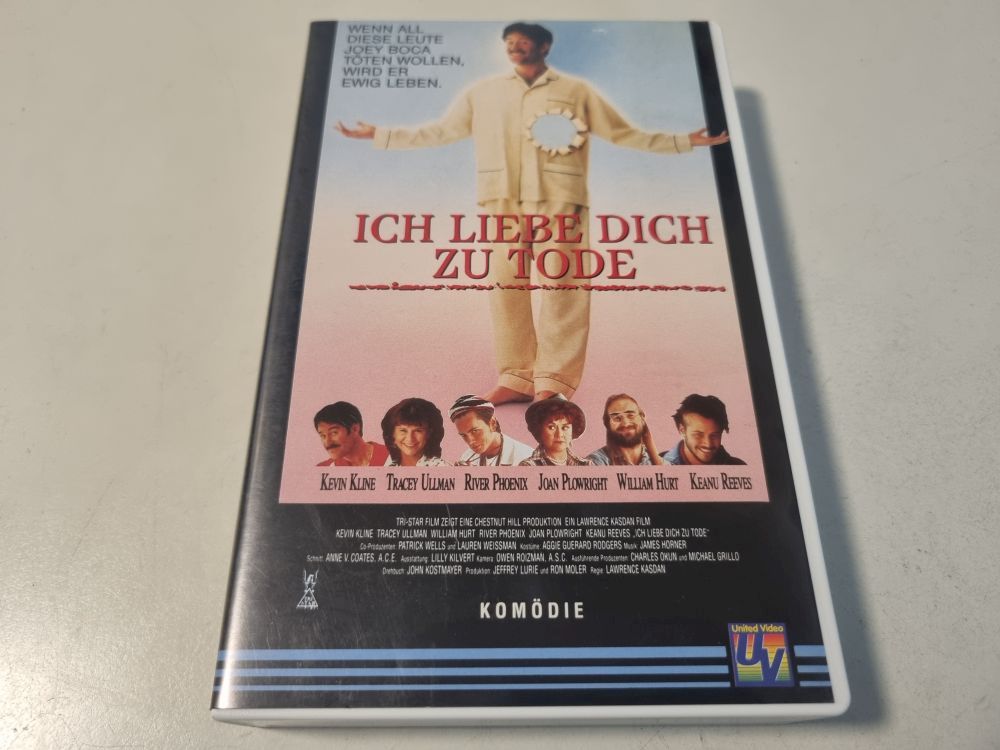 WENN ALL
DIESE LEUTE
JOEY BOCA
TÖTEN WOLLEN,
WIRD ER
EWIG LEBEN.
ICH LIEBE DICH
ZU TODE
KEVIN KLINE TRACEY ULLMAN RIVER PHOENIX JOAN PLOWRIGHT WILLIAM HURT KEANU REEVES
TRI-STAR FILM ZEIGT EINE CHESTNUT HILL PRODUKTION EIN LAWRENCE KASDAN FILM
KEVIN KLINE TRACEY ULLMAN WILLIAM HURT RIVER PHOENIX JOAN PLOWRIGHT KEANU REEVES „ICH LIEBE DICH ZU TODE"
Co-Produzenten: PATRICK WELLS und LAUREN WEISSMAN Kostüme: AGGIE GUERARD RODGERS Musik: JAMES HORNER
Schnitt: ANNE V. COATES, A.C.E. Ausstattung: LILLY KILVERT Kamera: OWEN ROIZMAN, A.S.C. Ausführende Produzenten: CHARLES OKUN und MICHAEL GRILLO
Drehbuch: JOHN KOSTMAYER Produktion: JEFFREY LURIE und RON MOLER Regie: LAWRENCE KASDAN
KOMÖDIE
United Video
UV